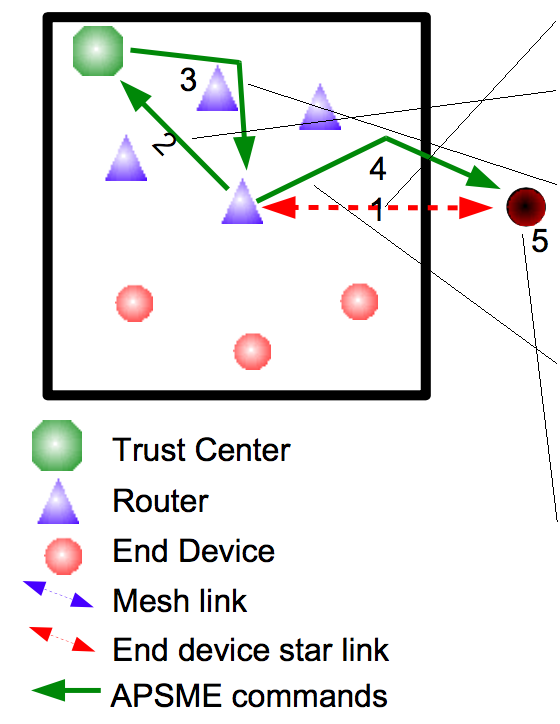 3
2
4
1
5
Trust Center
Router
End Device
Mesh link
End device star link
APSME commands